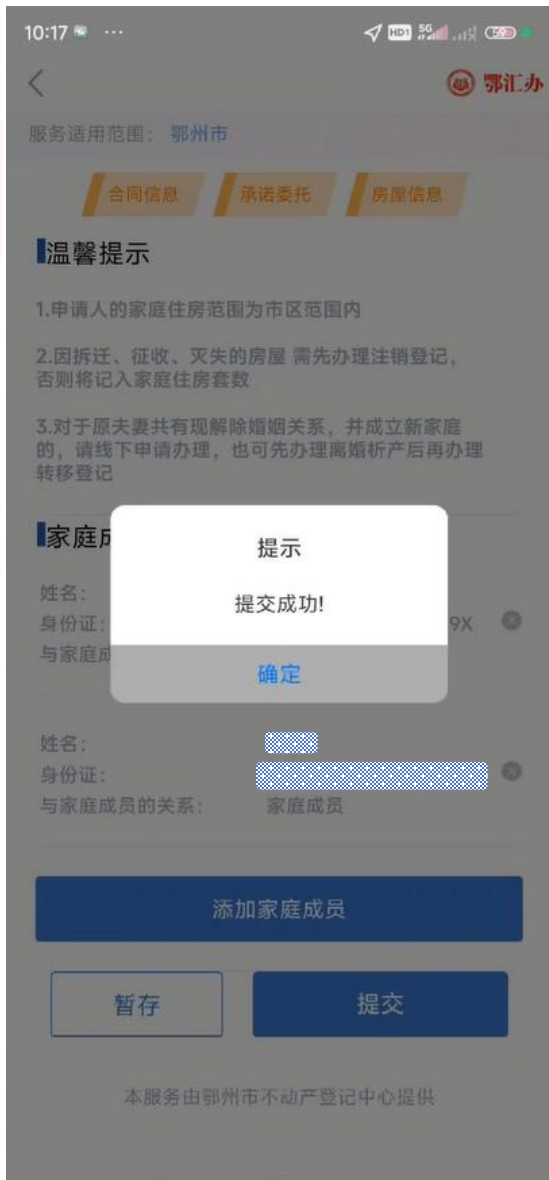 10:17 ... HD1 5G 59
鄂汇办
服务适用范围: 鄂州市
合同信息 承诺委托 房屋信息
温馨提示
1.申请人的家庭住房范围为市区范围内
2.因拆迁、征收、灭失的房屋 需先办理注销登记,
否则将记入家庭住房套数
3.对于原夫妻共有现解除婚姻关系, 并成立新家庭
的, 请线下申请办理, 也可先办理离婚析产后再办理
转移登记
家庭
提示
姓名:
提交成功!
身份证: 9X
与家庭成
确定
姓名:
身份证:
与家庭成员的关系: 家庭成员
添加家庭成员
暂存 提交
本服务由鄂州市不动产登记中心提供